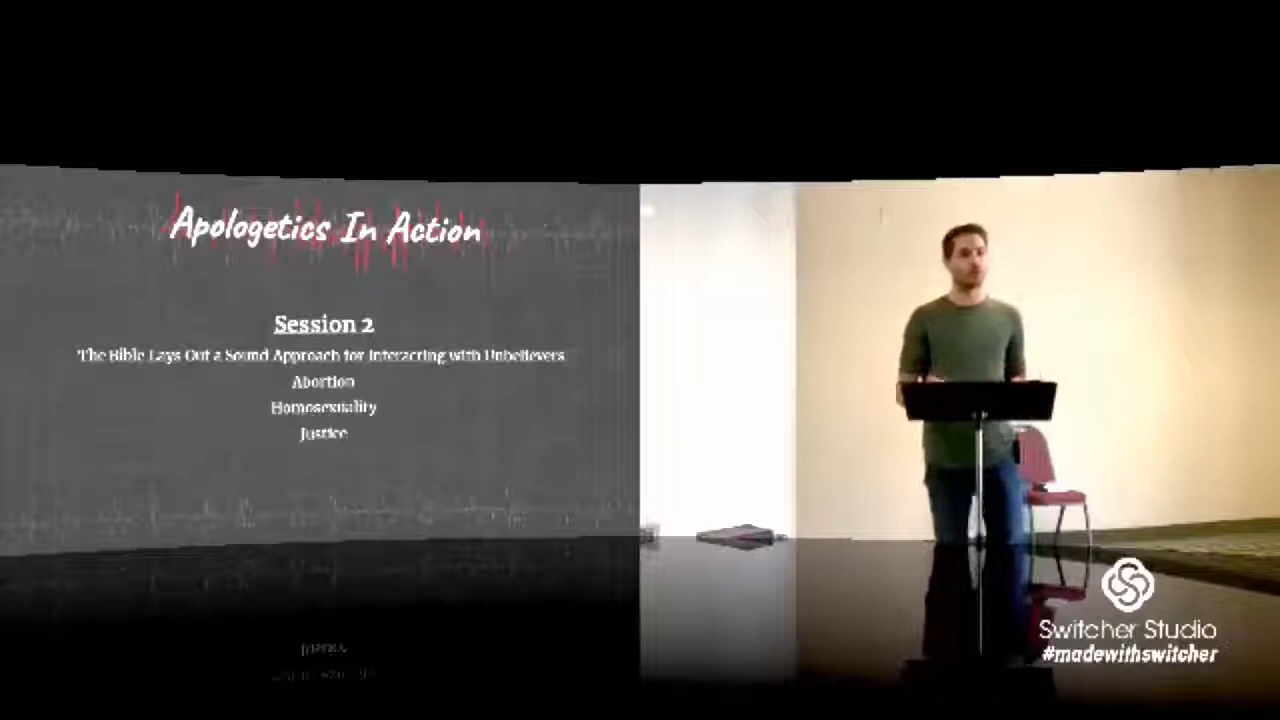 Apologetics In Action
Session 2
The Bible Lays Out a Sound Approach for Interacting with Unbelievers
Abortion
Homosexuality
Justice
Switcher Studio
#madewithswitcher